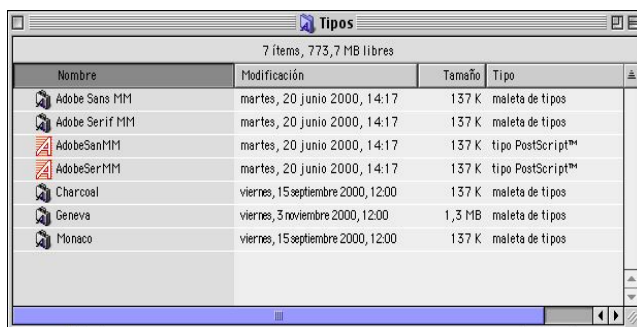 Tipos
7 ítems, 773,7 MB libres
Nombre Modificación Tamaño Tipo
Adobe Sans MM martes, 20 junio 2000, 14:17 137 K maleta de tipos
Adobe Serif MM martes, 20 junio 2000, 14:17 137 K maleta de tipos
AdobeSanMM martes, 20 junio 2000, 14:17 137 K tipo PostScript™
AdobeSerMM martes, 20 junio 2000, 14:17 137 K tipo PostScript™
Charcoal viernes, 15 septiembre 2000, 12:00 137 K maleta de tipos
Geneva viernes, 3 noviembre 2000, 12:00 1,3 MB maleta de tipos
Monaco viernes, 15 septiembre 2000, 12:00 137 K maleta de tipos